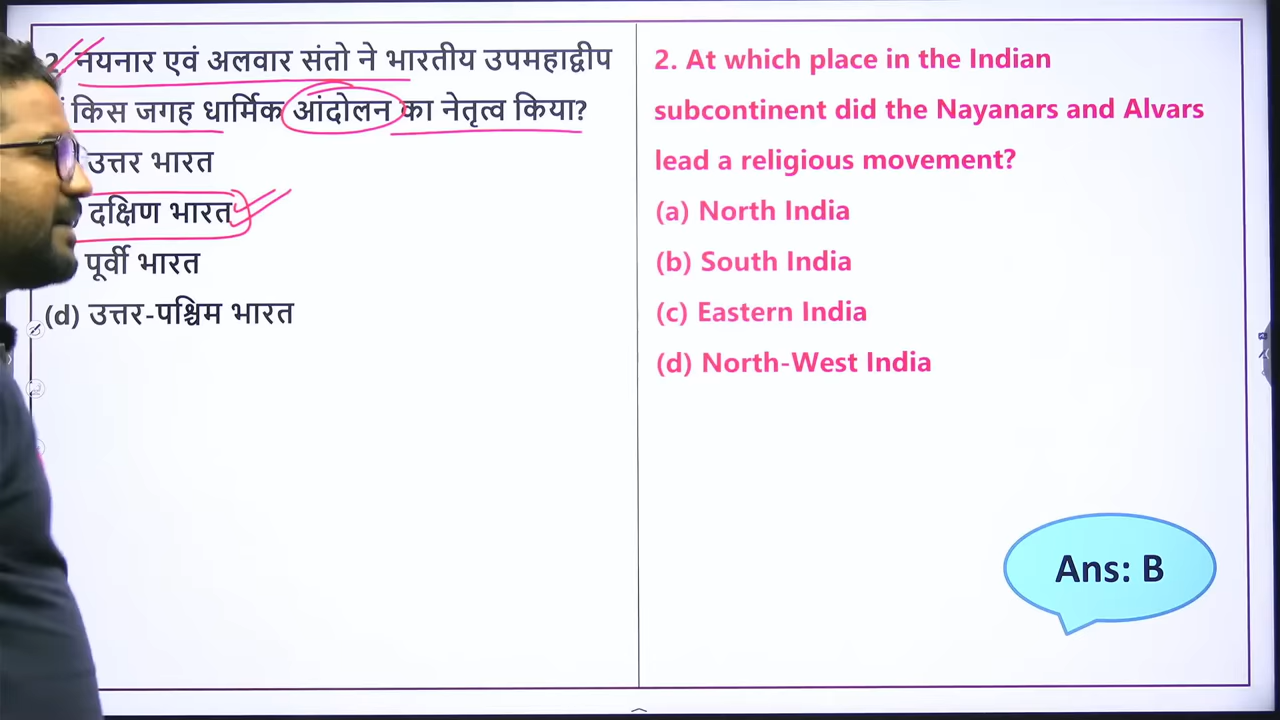 2. नयनार एवं अलवार संतो ने भारतीय उपमहाद्वीप
किस जगह धार्मिक आंदोलन का नेतृत्व किया?
उत्तर भारत
दक्षिण भारत
पूर्वी भारत
(d) उत्तर-पश्चिम भारत
2. At which place in the Indian
subcontinent did the Nayanars and Alvars
lead a religious movement?
(a) North India
(b) South India
(c) Eastern India
(d) North-West India
Ans: B